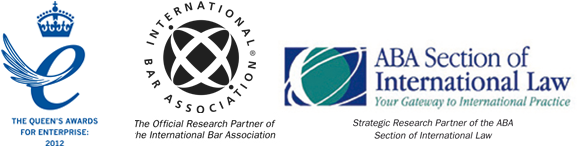 THE QUEEN'S AWARDS
FOR ENTERPRISE:
2012
INTERNATIONAL
BAR ASSOCIATION
®
The Official Research Partner of
the International Bar Association
ABA Section of
International Law
Your Gateway to International Practice
Strategic Research Partner of the ABA
Section of International Law